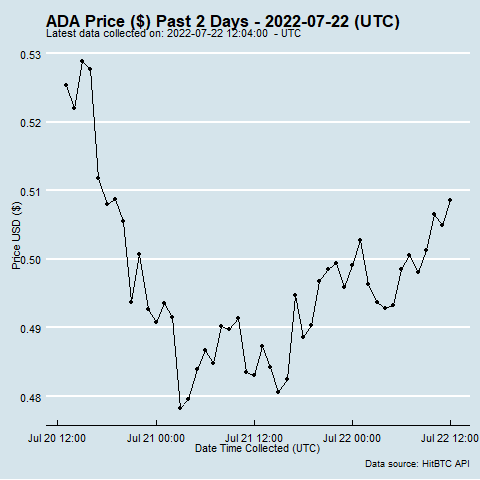 ADA Price ($) Past 2 Days - 2022-07-22 (UTC)
Latest data collected on: 2022-07-22 12:04:00  - UTC
0.53
0.52
0.51
0.50
0.49
0.48
Price USD ($)
Jul 20 12:00
Jul 21 00:00
Jul 21 12:00
Jul 22 00:00
Jul 22 12:00
Date Time Collected (UTC)
Data source: HitBTC API